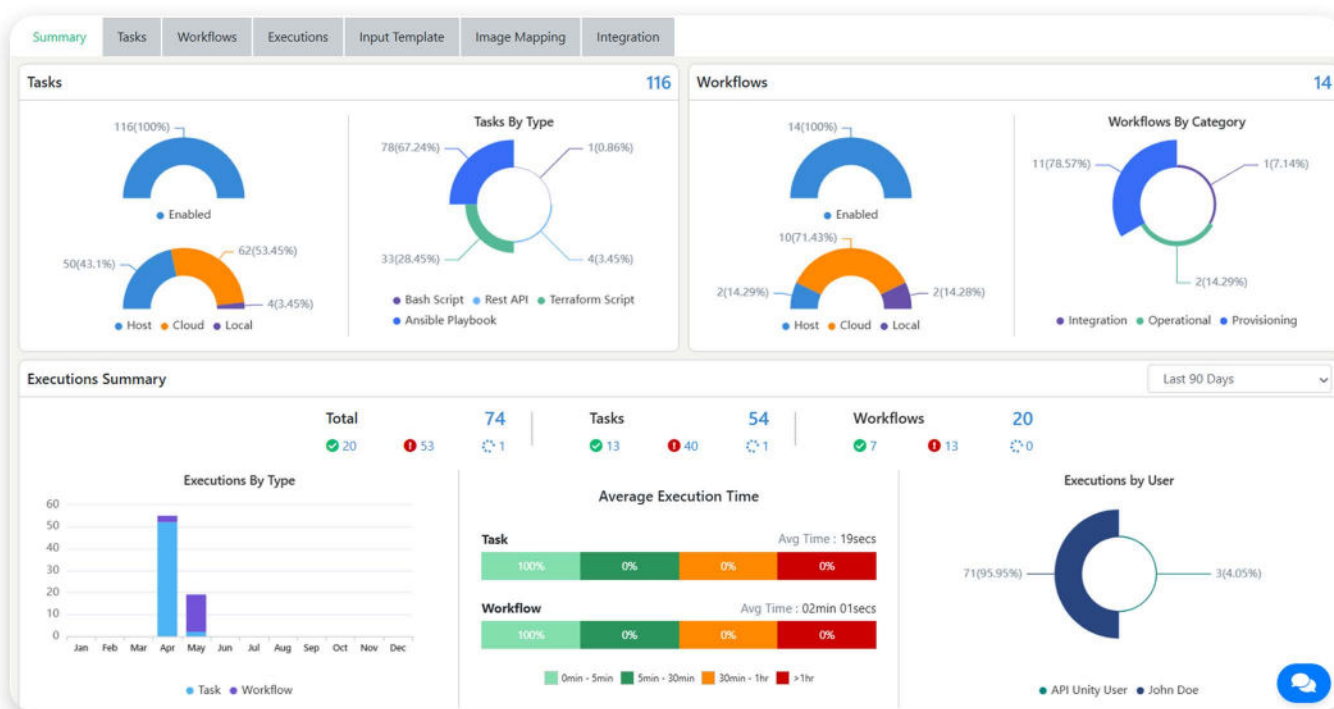 Summary Tasks Workflows Executions Input Template Image Mapping Integration
Tasks 116
116(100%)
Enabled
50(43.1%) 62(53.45%)
4(3.45%)
Host Cloud Local
Tasks By Type
78(67.24%) 1(0.86%)
33(28.45%) 4(3.45%)
Bash Script Rest API Terraform Script
Ansible Playbook
Workflows 14
14(100%)
Enabled
10(71.43%)
2(14.29%) 2(14.28%)
Host Cloud Local
Workflows By Category
11(78.57%) 1(7.14%)
2(14.29%)
Integration Operational Provisioning
Executions Summary Last 90 Days
Total 74 Tasks 54 Workflows 20
20 53 1 13 40 1 7 13 0
Executions By Type
60
50
40
30
20
10
0
Jan Feb Mar Apr May Jun Jul Aug Sep Oct Nov Dec
Task Workflow
Average Execution Time
Task Avg Time : 19secs
100% 0% 0% 0%
Workflow Avg Time : 02min 01secs
100% 0% 0% 0%
0min - 5min 5min - 30min 30min - 1hr >1hr
Executions by User
71(95.95%) 3(4.05%)
API Unity User John Doe